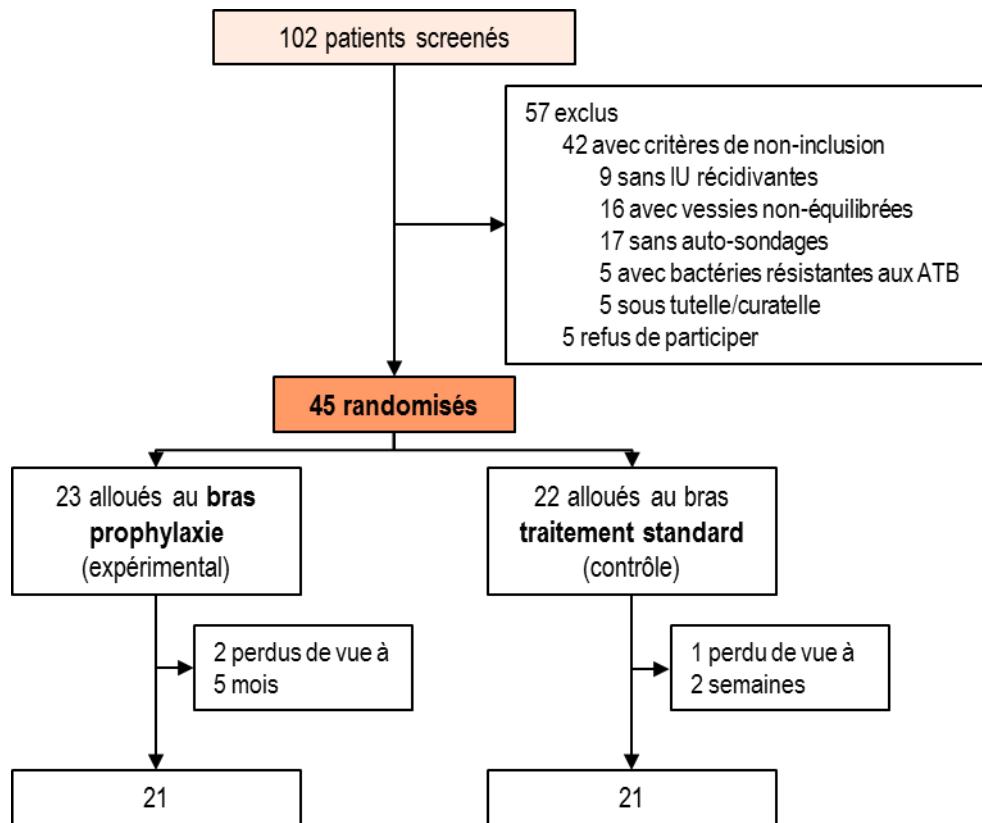 102 patients screenés
57 exclus
42 avec critères de non-inclusion
9 sans IU récidivantes
16 avec vessies non-équilibrées
17 sans auto-sondages
5 avec bactéries résistantes aux ATB
5 sous tutelle/curatelle
5 refus de participer
45 randomisés
23 alloués au bras
prophylaxie
(expérimental)
22 alloués au bras
traitement standard
(contrôle)
2 perdus de vue à
5 mois
1 perdu de vue à
2 semaines
21
21